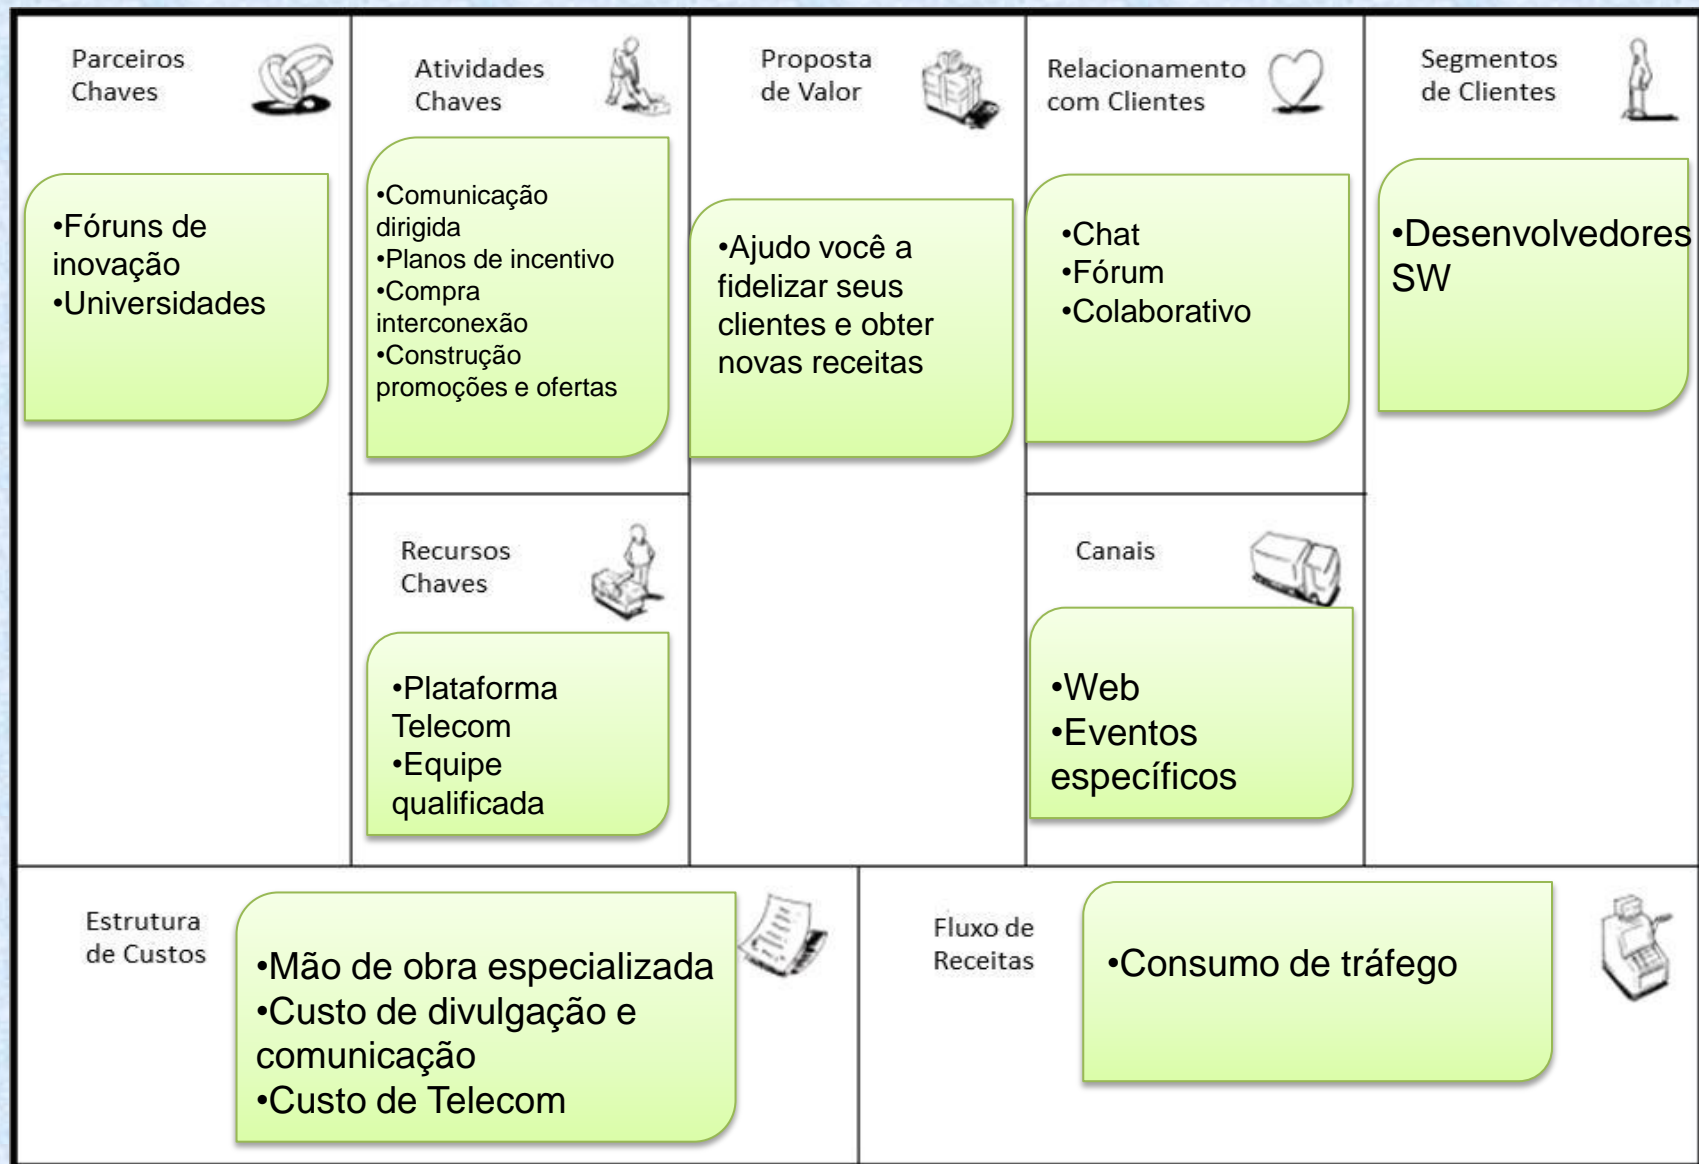 Parceiros
Chaves
•Fóruns de
inovação
•Universidades
Atividades
Chaves
•Comunicação
dirigida
•Planos de incentivo
•Compra
interconexão
•Construção
promoções e ofertas
Recursos
Chaves
•Plataforma
Telecom
•Equipe
qualificada
Proposta
de Valor
•Ajudo você a
fidelizar seus
clientes e obter
novas receitas
Relacionamento
com Clientes
•Chat
•Fórum
•Colaborativo
Canais
•Web
•Eventos
específicos
Segmentos
de Clientes
•Desenvolvedores
SW
Estrutura
de Custos
•Mão de obra especializada
•Custo de divulgação e
comunicação
•Custo de Telecom
Fluxo de
Receitas
•Consumo de tráfego